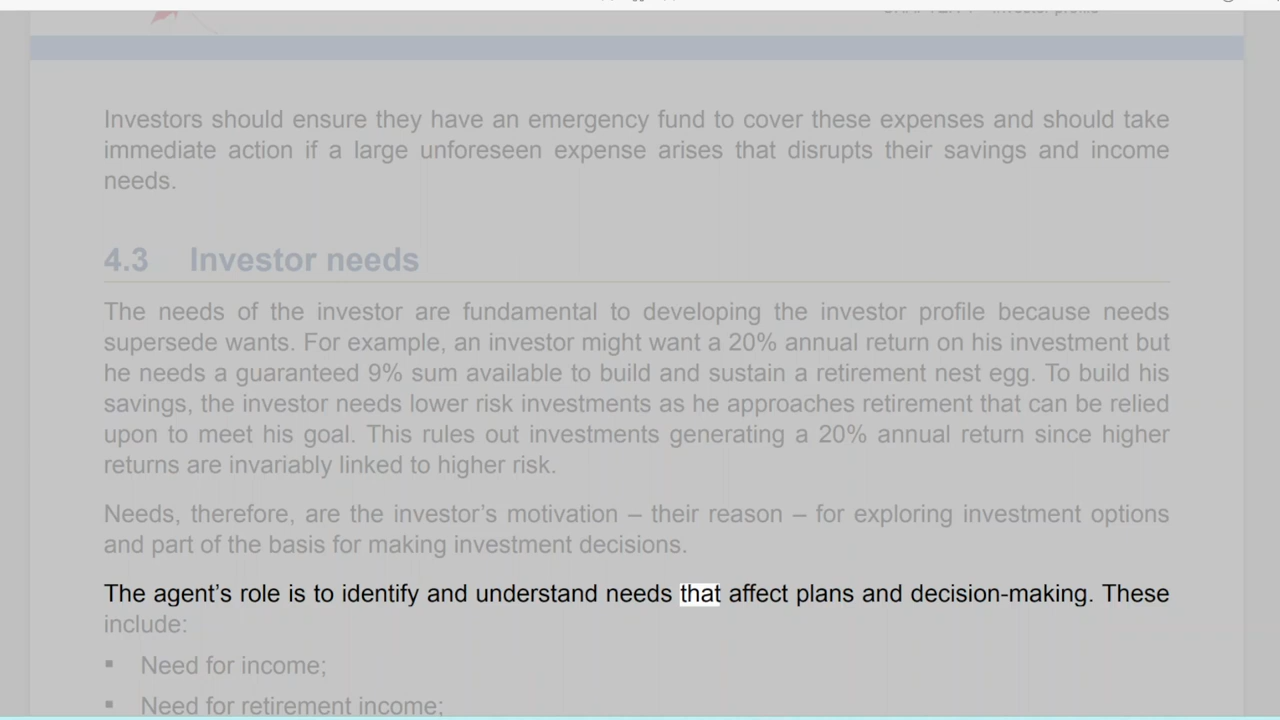 Investors should ensure they have an emergency fund to cover these expenses and should take
immediate action if a large unforeseen expense arises that disrupts their savings and income
needs.
4.3 Investor needs
The needs of the investor are fundamental to developing the investor profile because needs
supersede wants. For example, an investor might want a 20% annual return on his investment but
he needs a guaranteed 9% sum available to build and sustain a retirement nest egg. To build his
savings, the investor needs lower risk investments as he approaches retirement that can be relied
upon to meet his goal. This rules out investments generating a 20% annual return since higher
returns are invariably linked to higher risk.
Needs, therefore, are the investor’s motivation – their reason – for exploring investment options
and part of the basis for making investment decisions.
The agent’s role is to identify and understand needs that affect plans and decision-making. These
include:
▪ Need for income;
▪ Need for retirement income;